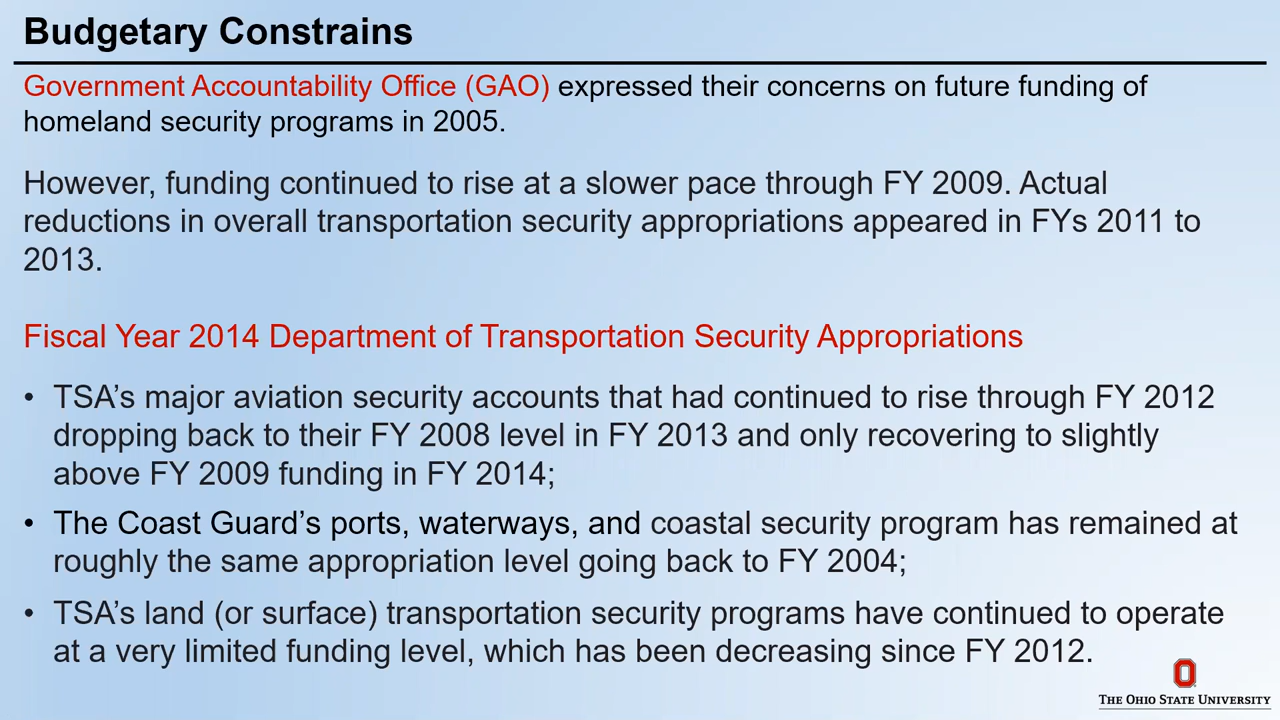 Budgetary Constrains
Government Accountability Office (GAO) expressed their concerns on future funding of
homeland security programs in 2005.
However, funding continued to rise at a slower pace through FY 2009. Actual
reductions in overall transportation security appropriations appeared in FYs 2011 to
2013.
Fiscal Year 2014 Department of Transportation Security Appropriations
• TSA’s major aviation security accounts that had continued to rise through FY 2012
dropping back to their FY 2008 level in FY 2013 and only recovering to slightly
above FY 2009 funding in FY 2014;
• The Coast Guard’s ports, waterways, and coastal security program has remained at
roughly the same appropriation level going back to FY 2004;
• TSA’s land (or surface) transportation security programs have continued to operate
at a very limited funding level, which has been decreasing since FY 2012.
THE OHIO STATE UNIVERSITY